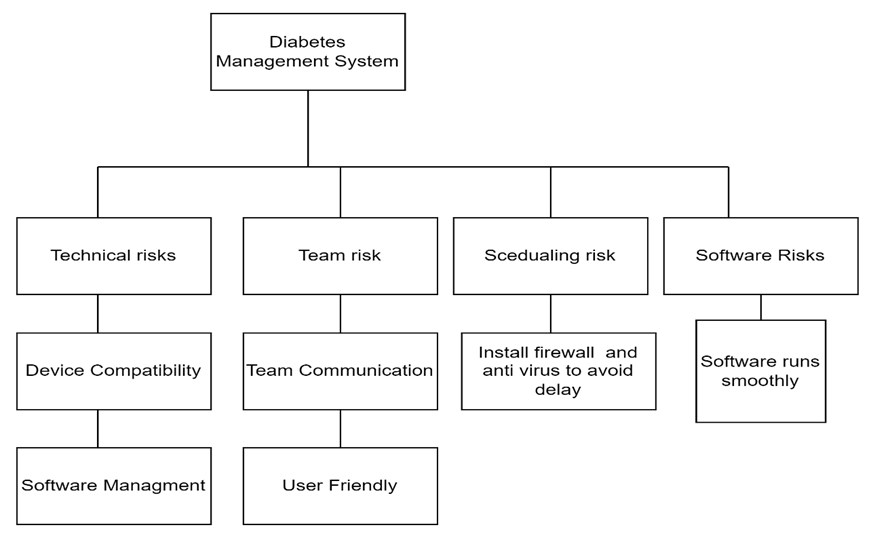 Diabetes
Management System
Technical risks
Team risk
Scedualing risk
Software Risks
Device Compatibility
Team Communication
Install firewall and
anti virus to avoid
delay
Software runs
smoothly
Software Managment
User Friendly